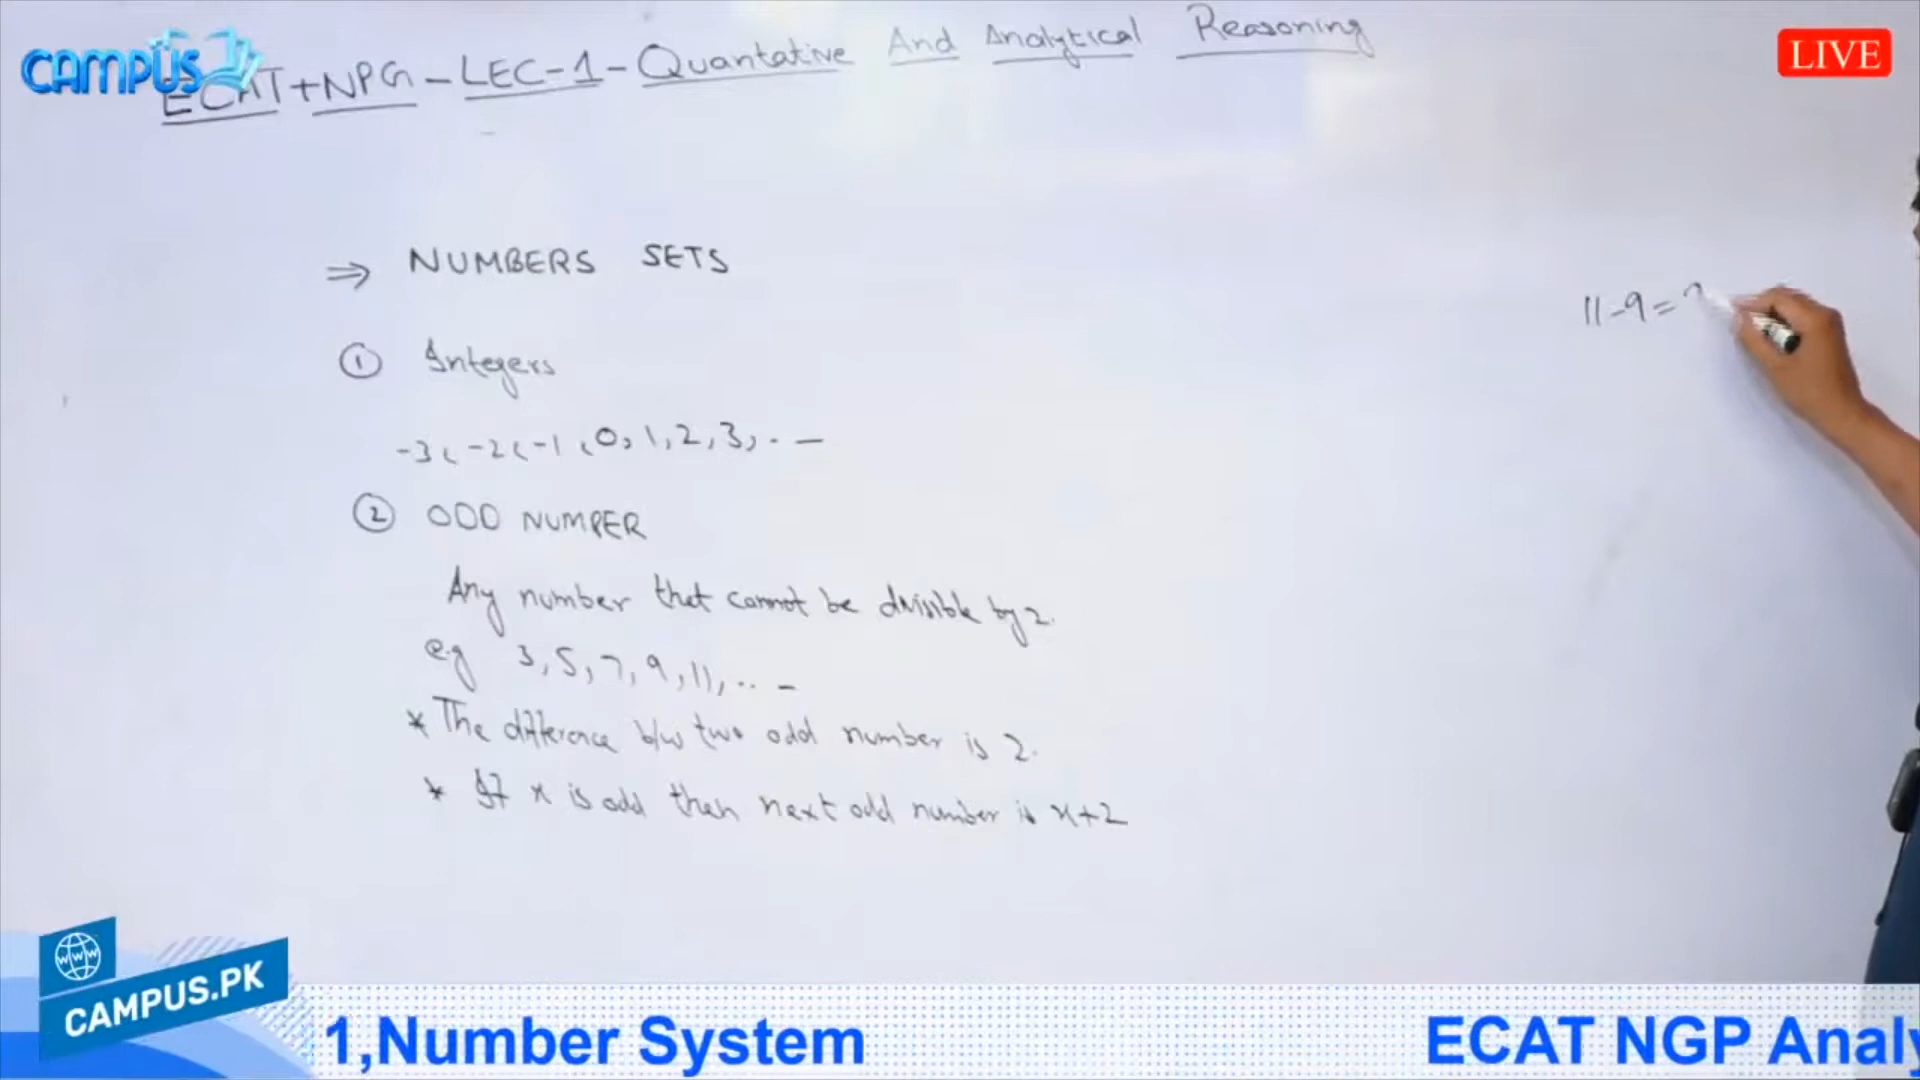 CAMPUS
ECAT+NPG-LEC-1-Quantative And Analytical Reasoning
LIVE
⇒ NUMBERS SETS
11-9=
① Integers
-3, -2, -1, 0, 1, 2, 3, . —
② ODD NUMBER
Any number that cannot be divisible by 2.
e.g 3, 5, 7, 9, 11, .. -
* The difference b/w two odd number is 2.
* If x is odd then next odd number is x+2
www
CAMPUS.PK
1,Number System
ECAT NGP Analy